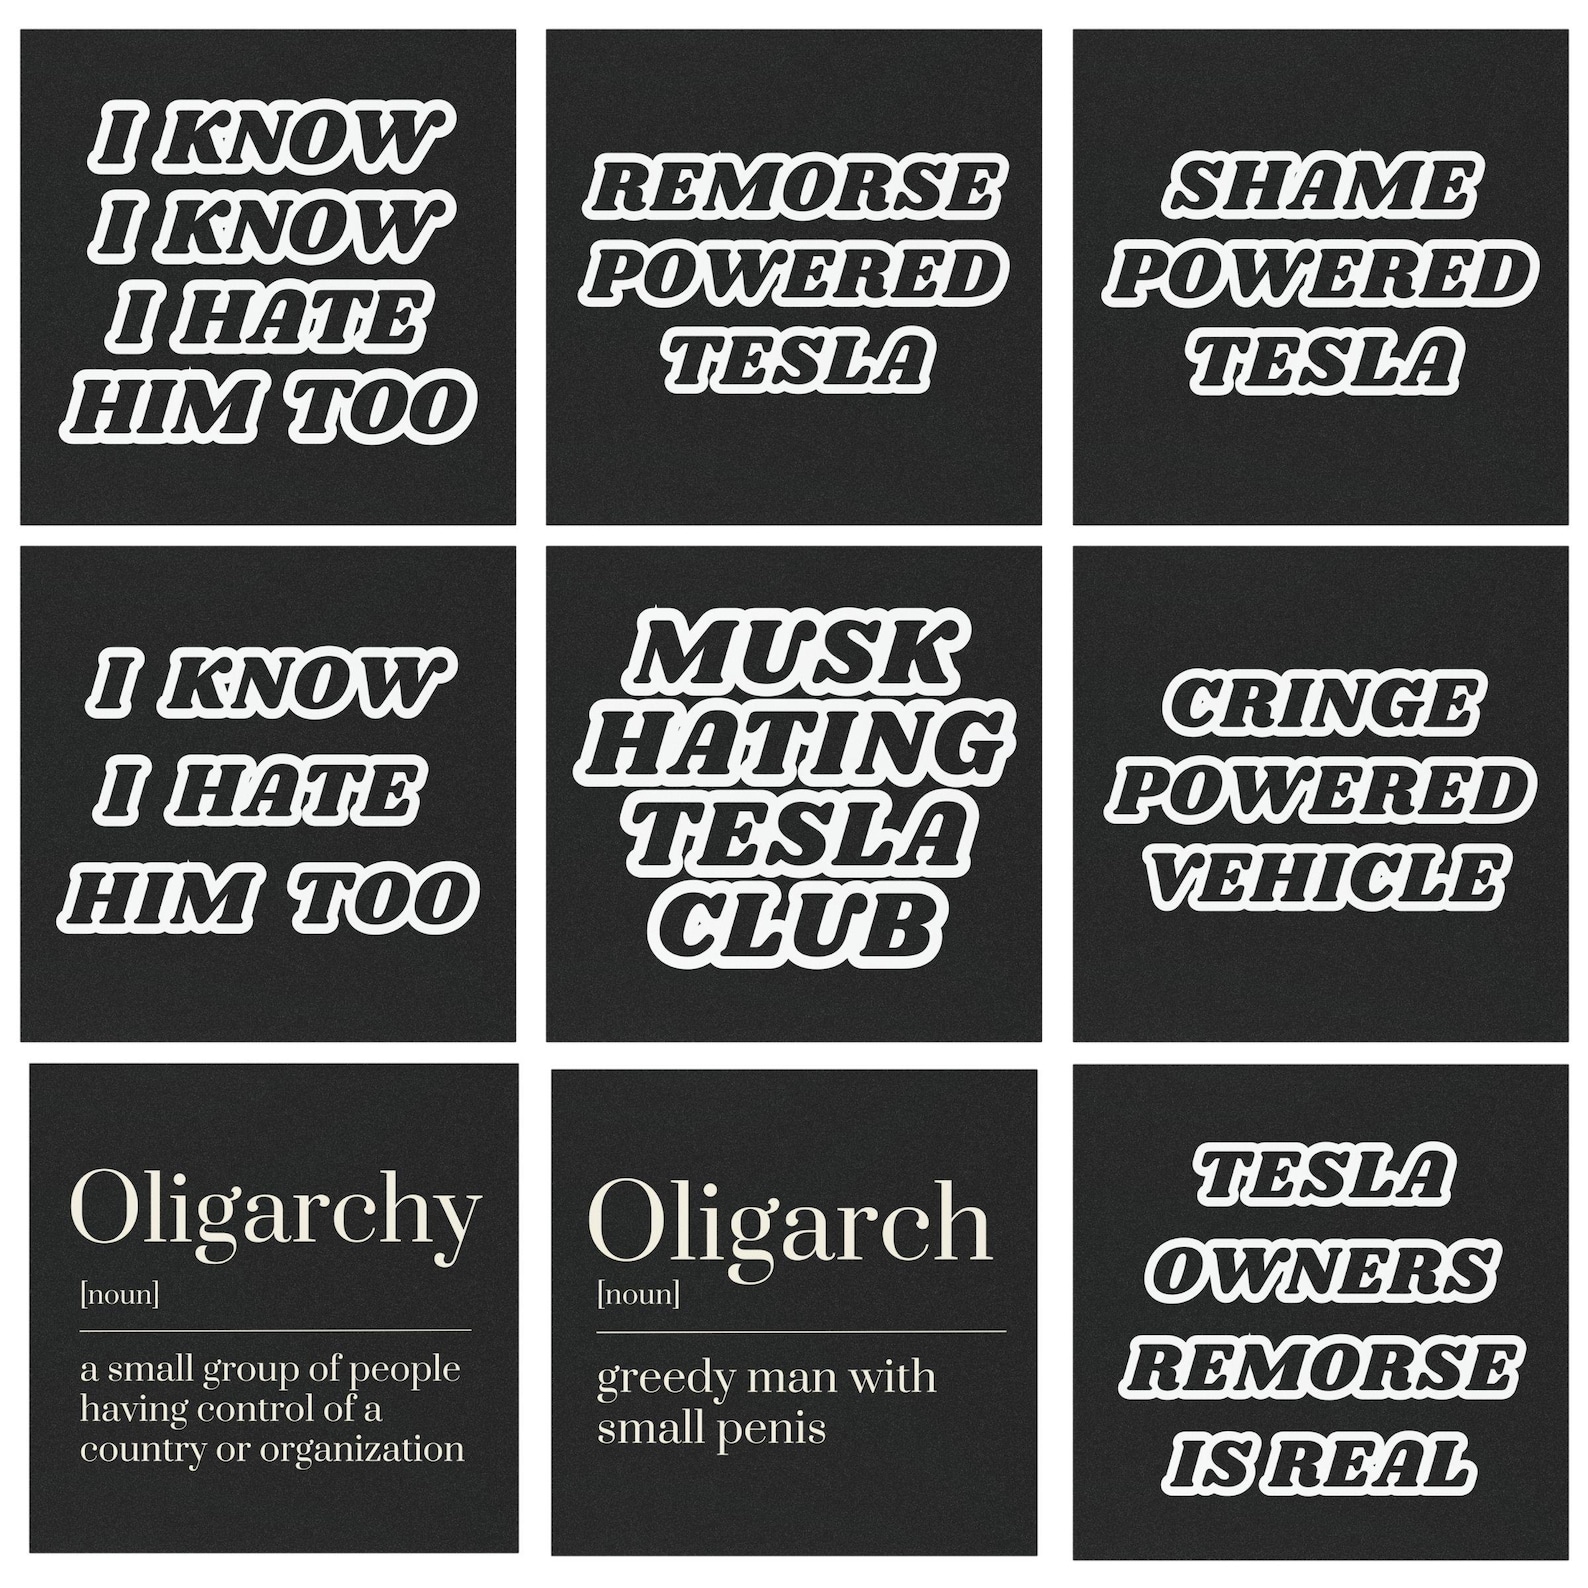 I KNOW
I KNOW
I HATE
HIM TOO
REMORSE
POWERED
TESLA
SHAME
POWERED
TESLA
I KNOW
I HATE
HIM TOO
MUSK
HATING
TESLA
CLUB
CRINGE
POWERED
VEHICLE
Oligarchy
[noun]
a small group of people
having control of a
country or organization
Oligarch
[noun]
greedy man with
small penis
TESLA
OWNERS
REMORSE
IS REAL